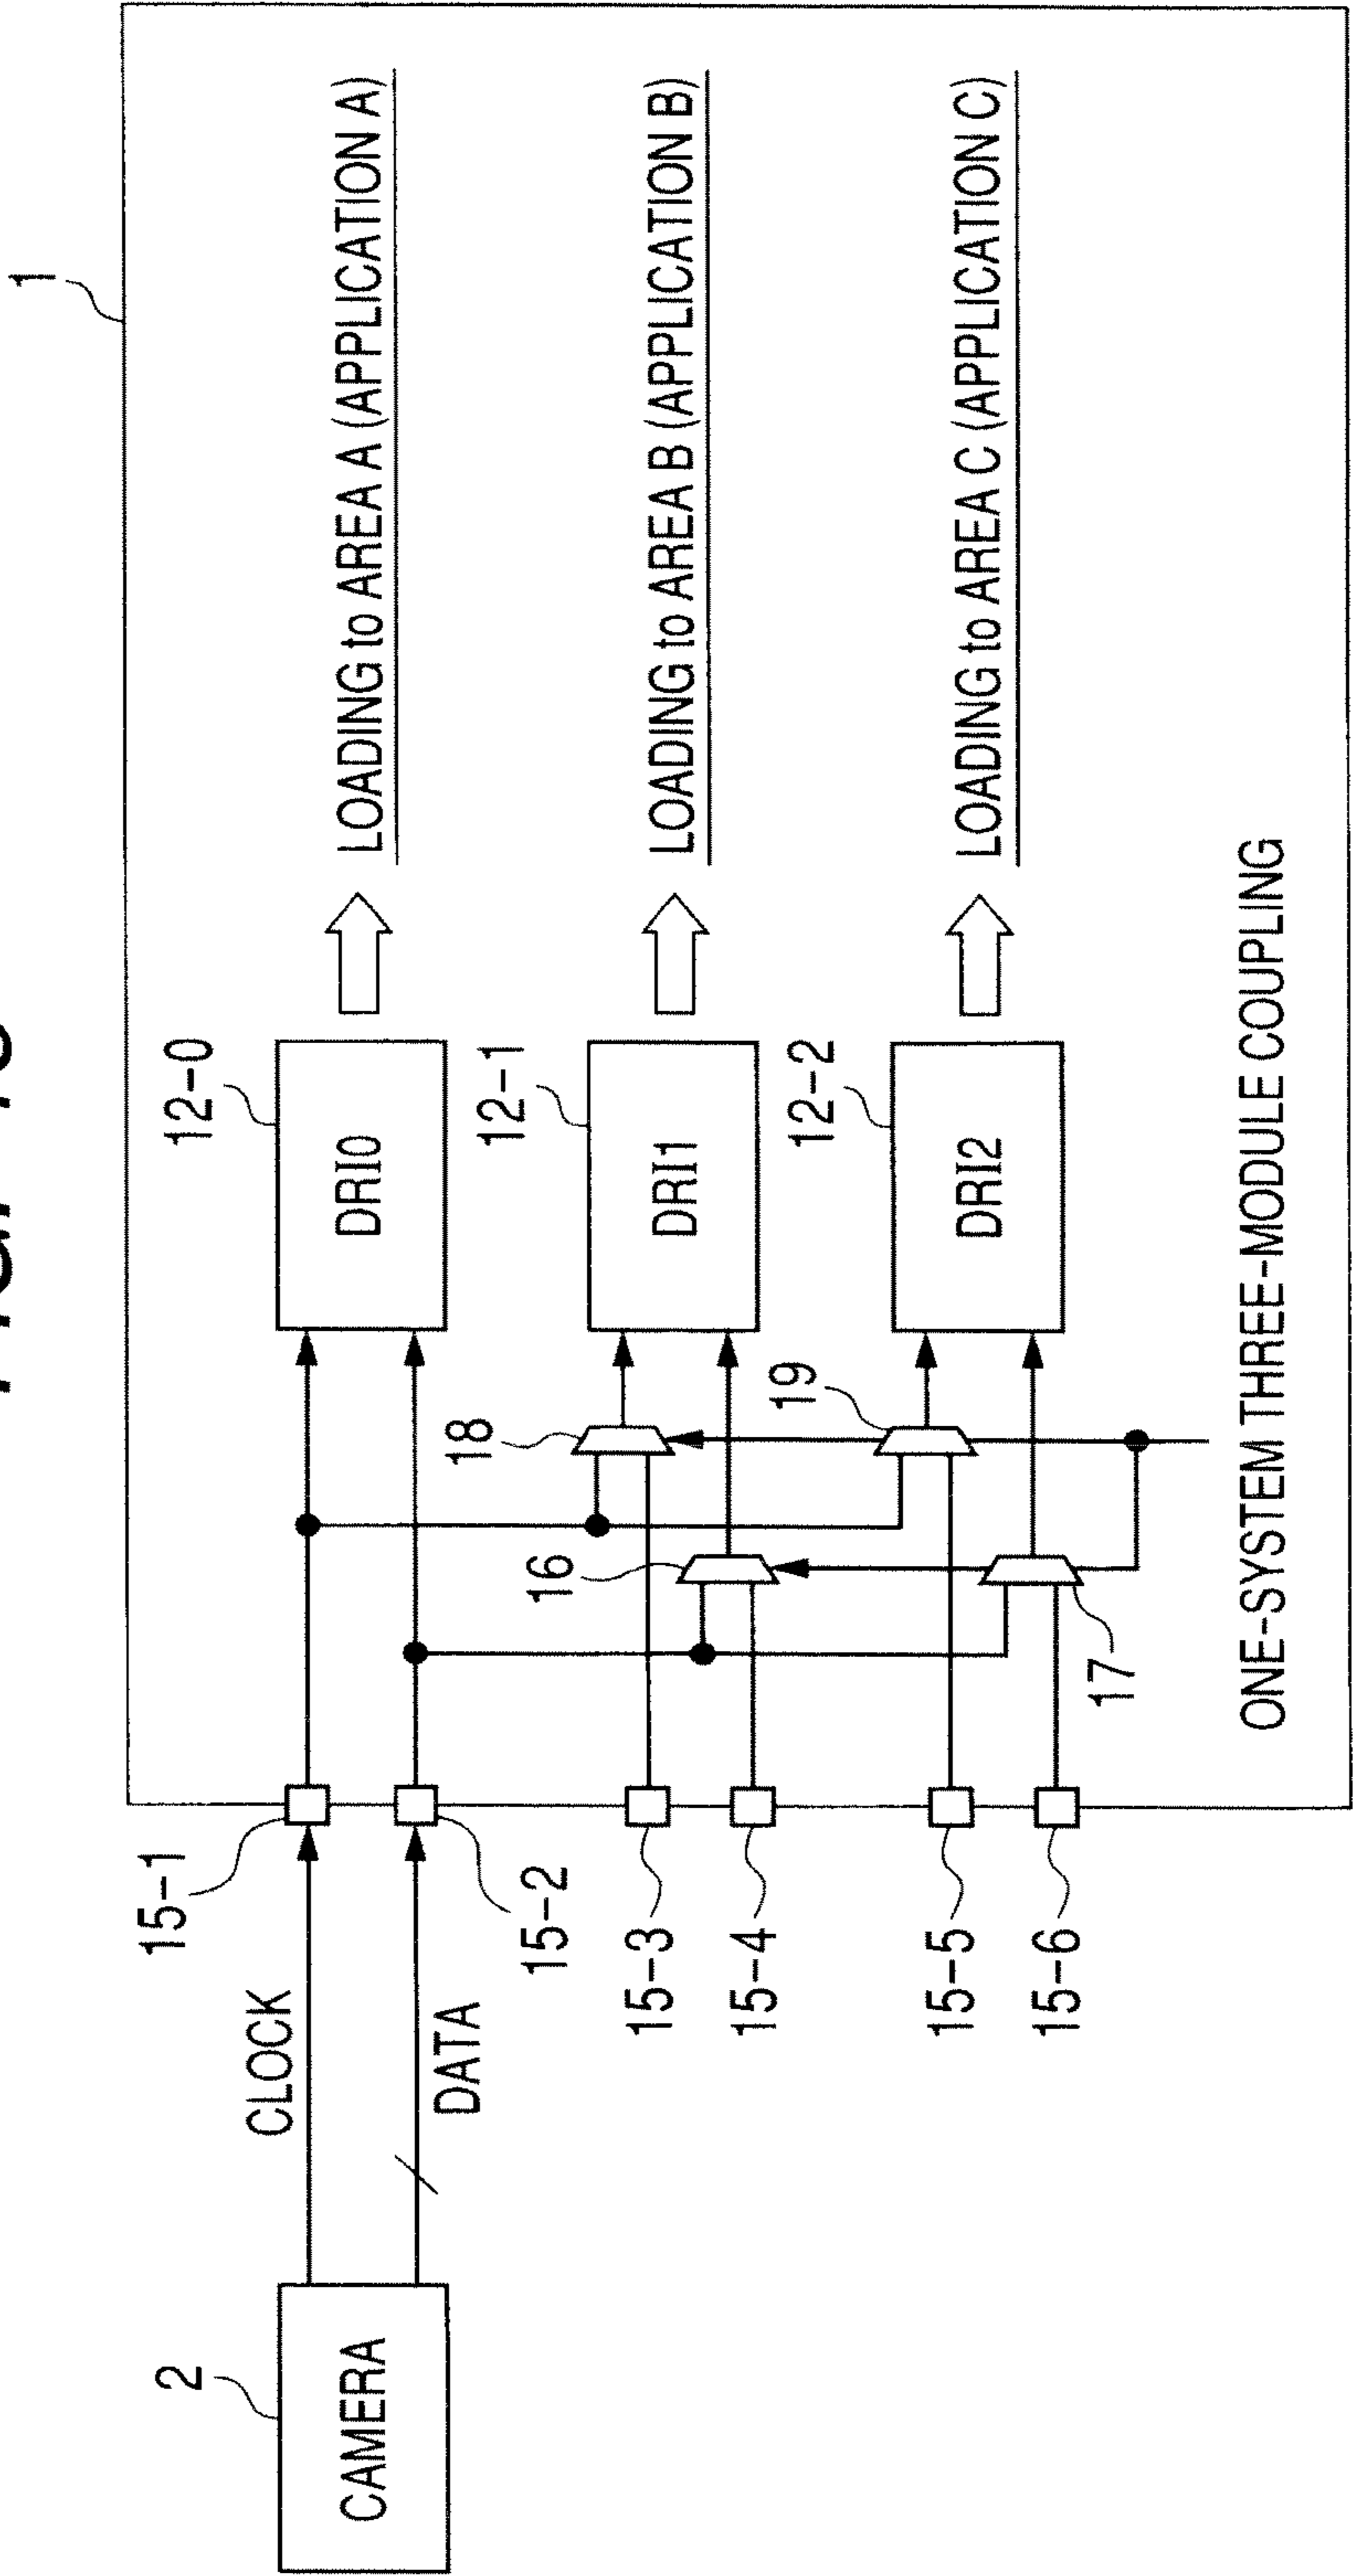 1
2
CAMERA
CLOCK
DATA
15-1
15-2
15-3
15-4
15-5
15-6
16
17
18
19
12-0
DRI0
12-1
DRI1
12-2
DRI2
LOADING to AREA A (APPLICATION A)
LOADING to AREA B (APPLICATION B)
LOADING to AREA C (APPLICATION C)
ONE-SYSTEM THREE-MODULE COUPLING